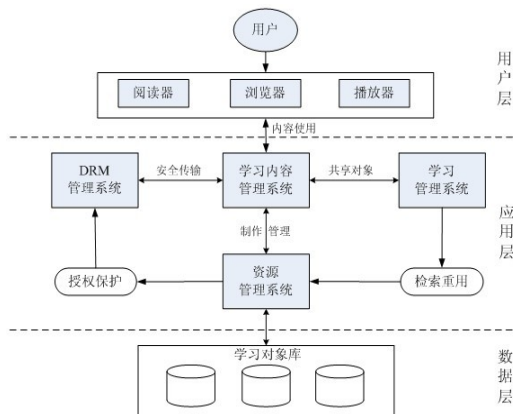 用户
阅读器
浏览器
播放器
用
户
层
内容使用
DRM
管理系统
安全传输
学习内容
管理系统
共享对象
学习
管理系统
制作 管理
应
用
层
授权保护
资源
管理系统
检索重用
学习对象库
数
据
层